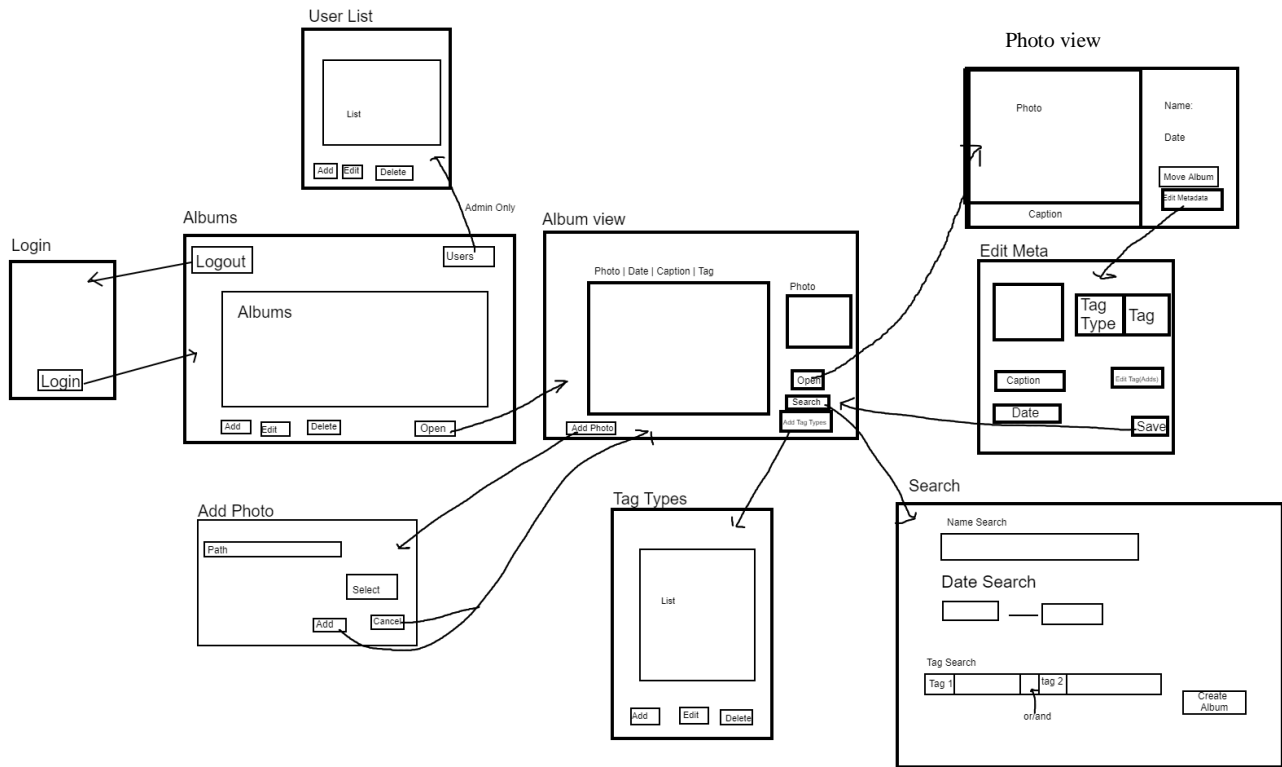 User List
List
Add
Edit
Delete
Admin Only
Photo view
Photo
Name:
Date
Move Album
Edit Metadata
Caption
Login
Login
Albums
Logout
Users
Albums
Add
Edit
Delete
Open
Album view
Photo | Date | Caption | Tag
Photo
Open
Search
Add Tag Types
Add Photo
Edit Meta
Tag
Type
Tag
Caption
Edit Tag(Adds)
Date
Save
Add Photo
Path
Select
Add
Cancel
Tag Types
List
Add
Edit
Delete
Search
Name Search
Date Search
Tag Search
Tag 1
tag 2
or/and
Create
Album